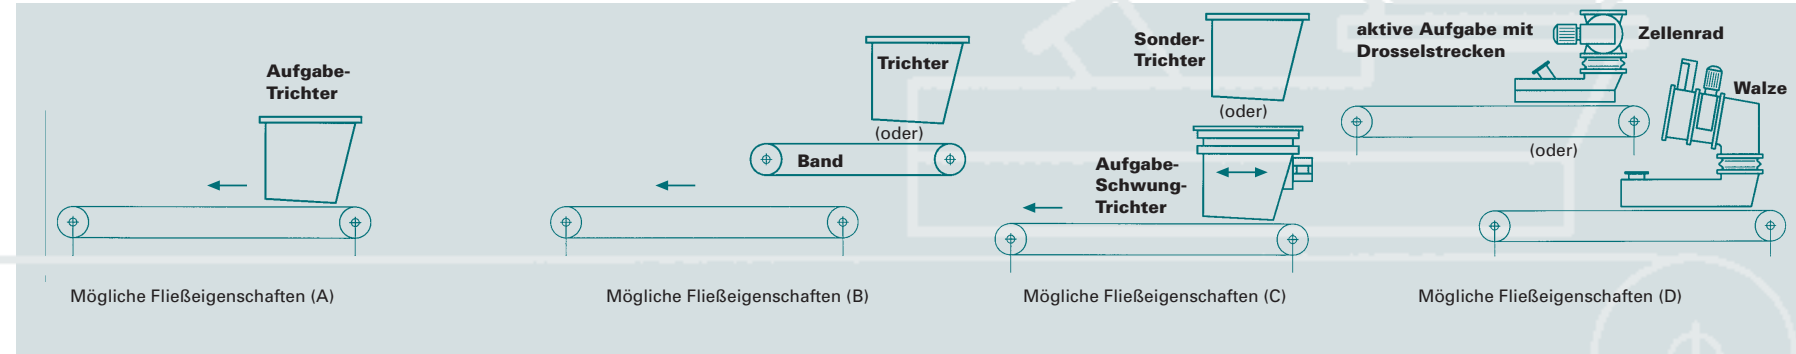 Aufgabe-
Trichter
Mögliche Fließeigenschaften (A)
Trichter
(oder)
Band
Mögliche Fließeigenschaften (B)
Sonder-
Trichter
(oder)
Aufgabe-
Schwung-
Trichter
Mögliche Fließeigenschaften (C)
aktive Aufgabe mit
Drosselstrecken
Zellenrad
Walze
(oder)
Mögliche Fließeigenschaften (D)